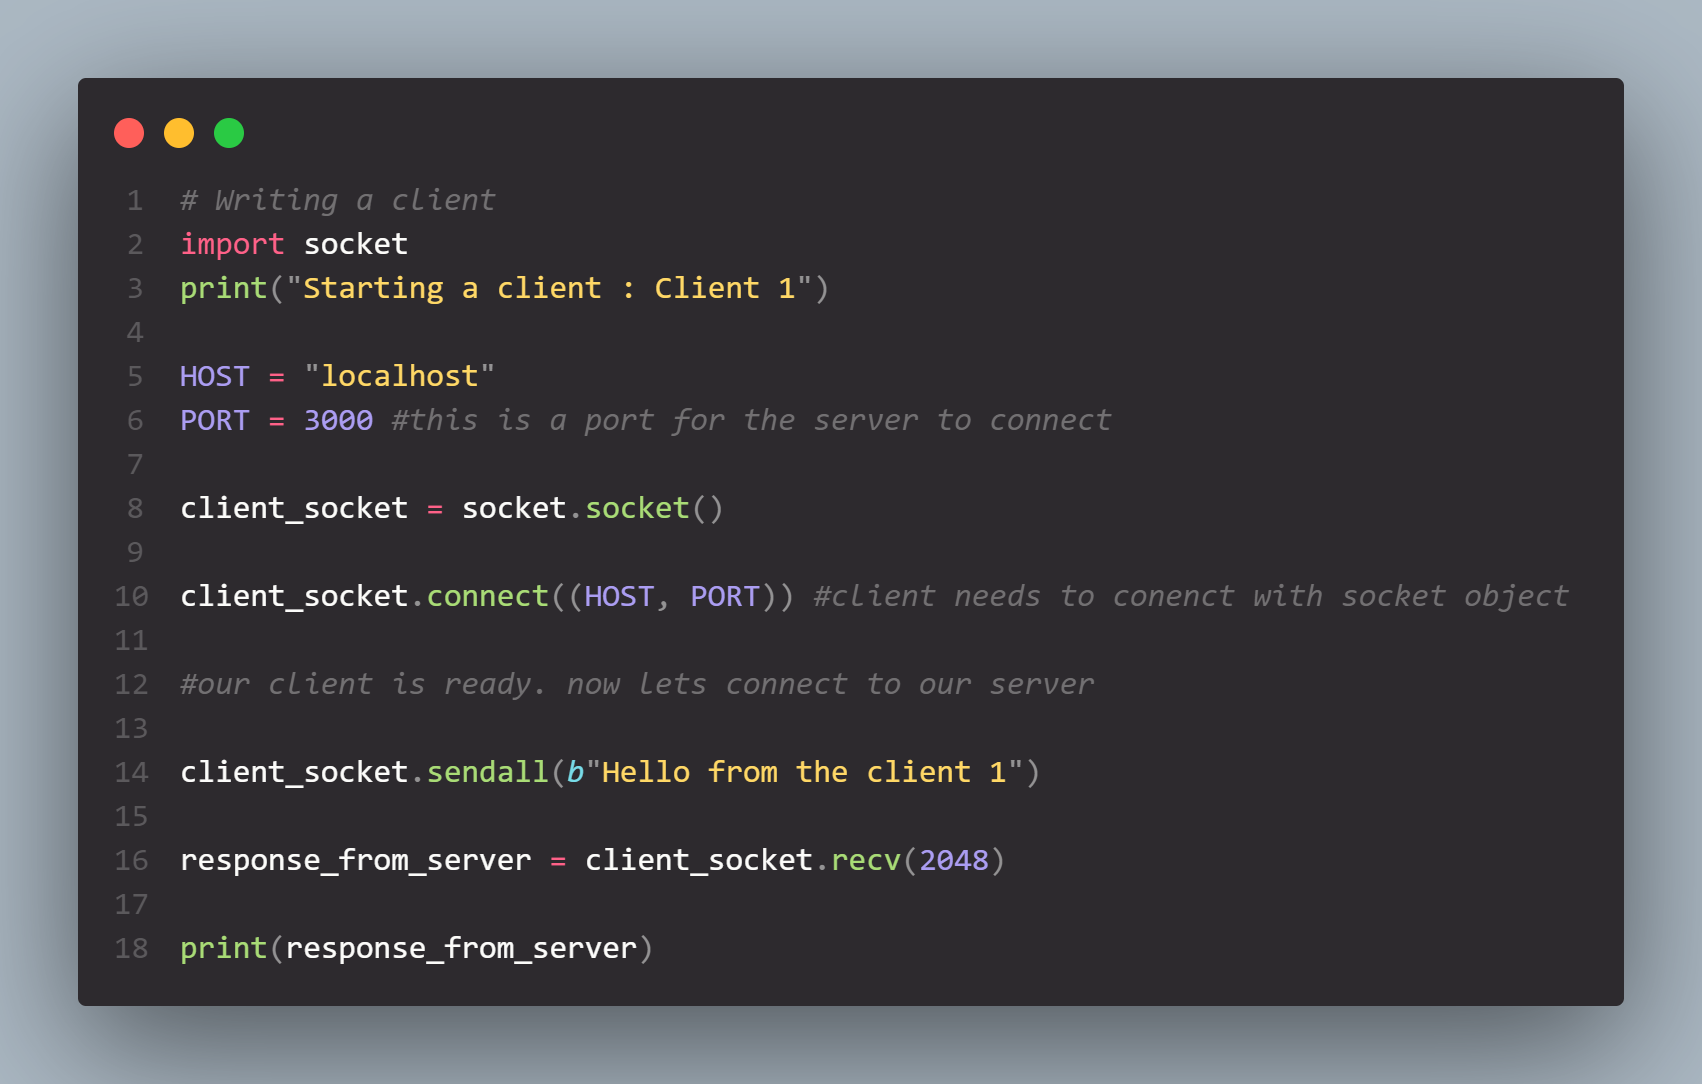 1 # Writing a client
2 import socket
3 print("Starting a client : Client 1")
4
5 HOST = "localhost"
6 PORT = 3000 #this is a port for the server to connect
7
8 client_socket = socket.socket()
9
10 client_socket.connect((HOST, PORT)) #client needs to conenct with socket object
11
12 #our client is ready. now lets connect to our server
13
14 client_socket.sendall(b"Hello from the client 1")
15
16 response_from_server = client_socket.recv(2048)
17
18 print(response_from_server)